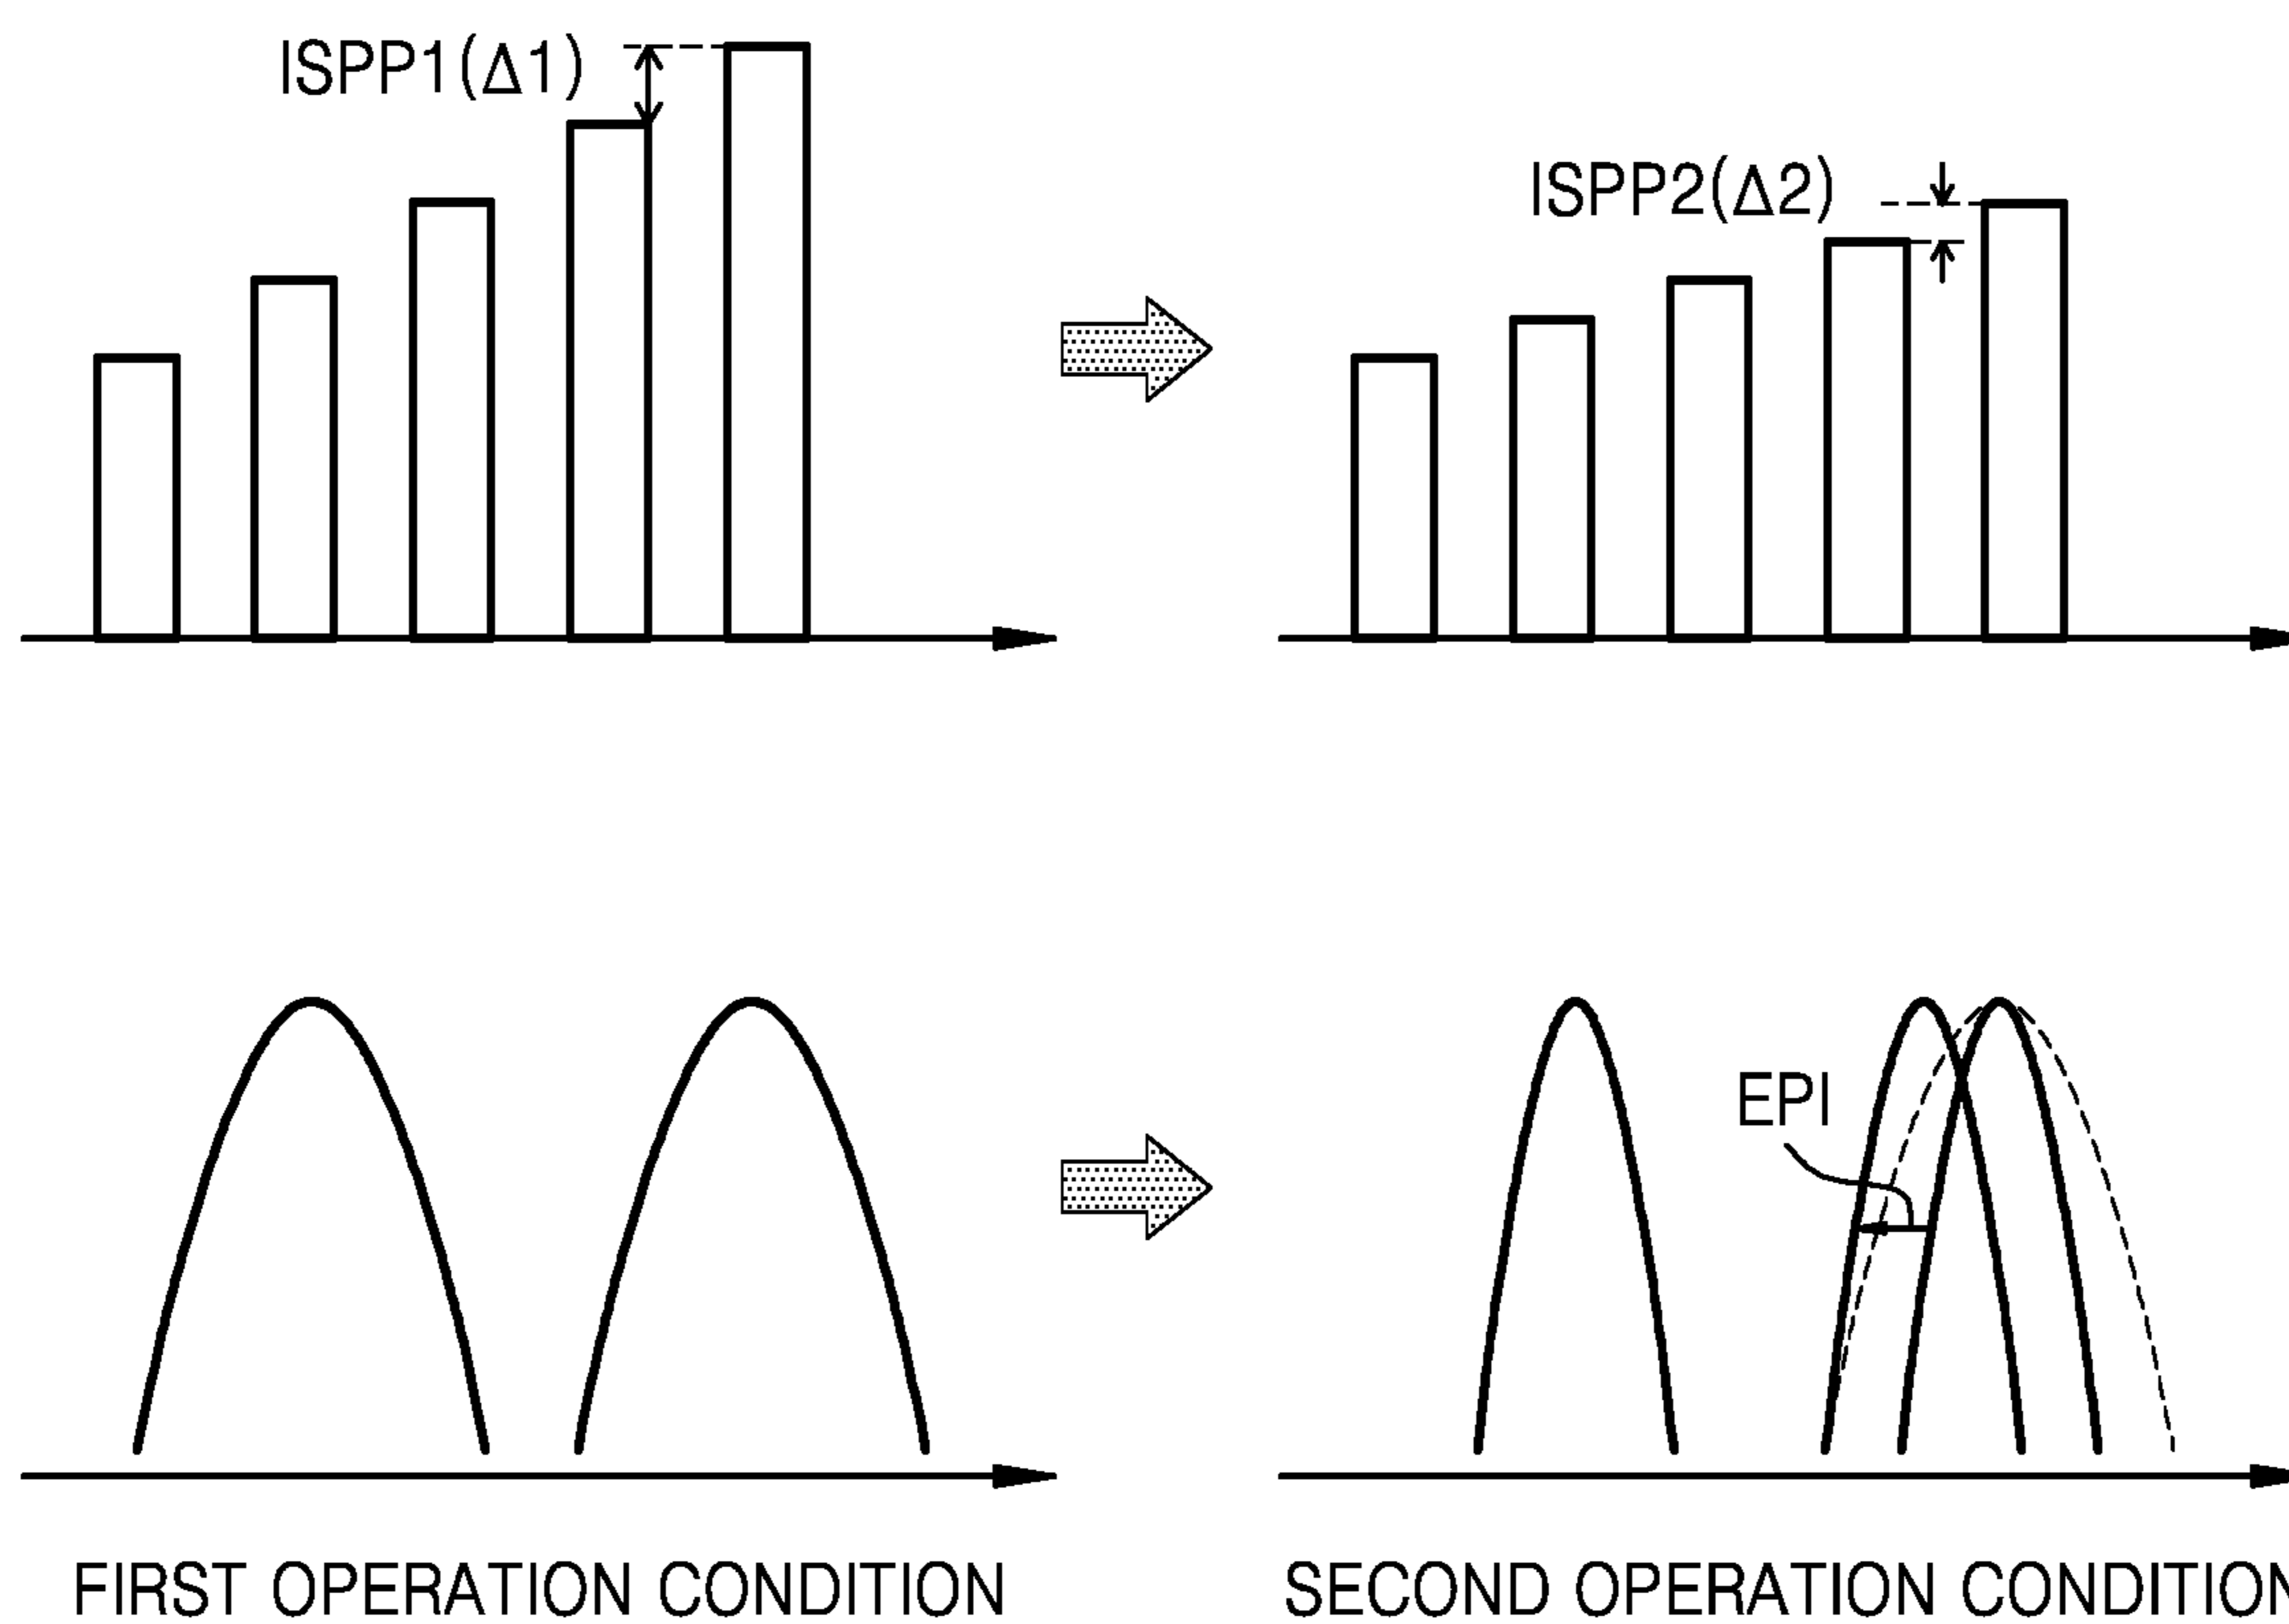 ISPP1(Δ1)
ISPP2(Δ2)
EPI
FIRST OPERATION CONDITION
SECOND OPERATION CONDITION